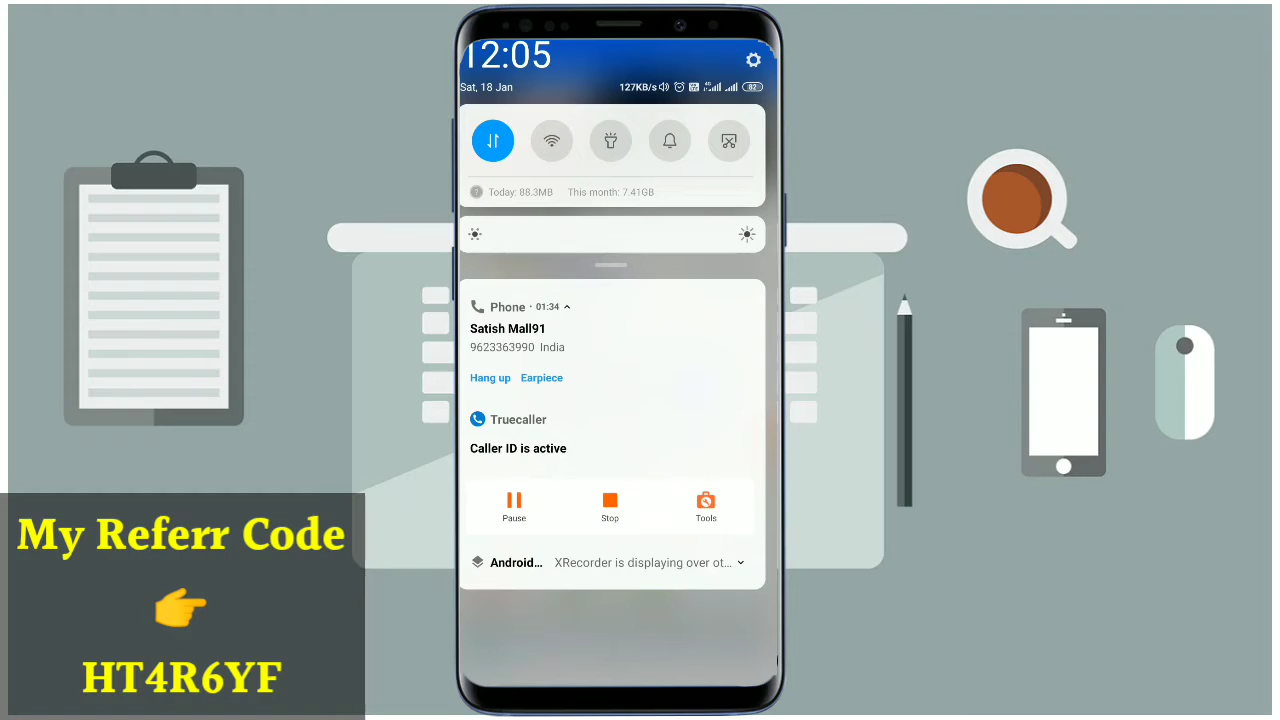 12:05
Sat, 18 Jan 127KB/s 4G 82
Today: 88.3MB This month: 7.41GB
Phone · 01:34
Satish Mall91
9623363990 India
Hang up Earpiece
Truecaller
Caller ID is active
Pause Stop Tools
Android... XRecorder is displaying over ot...
My Referr Code
HT4R6YF